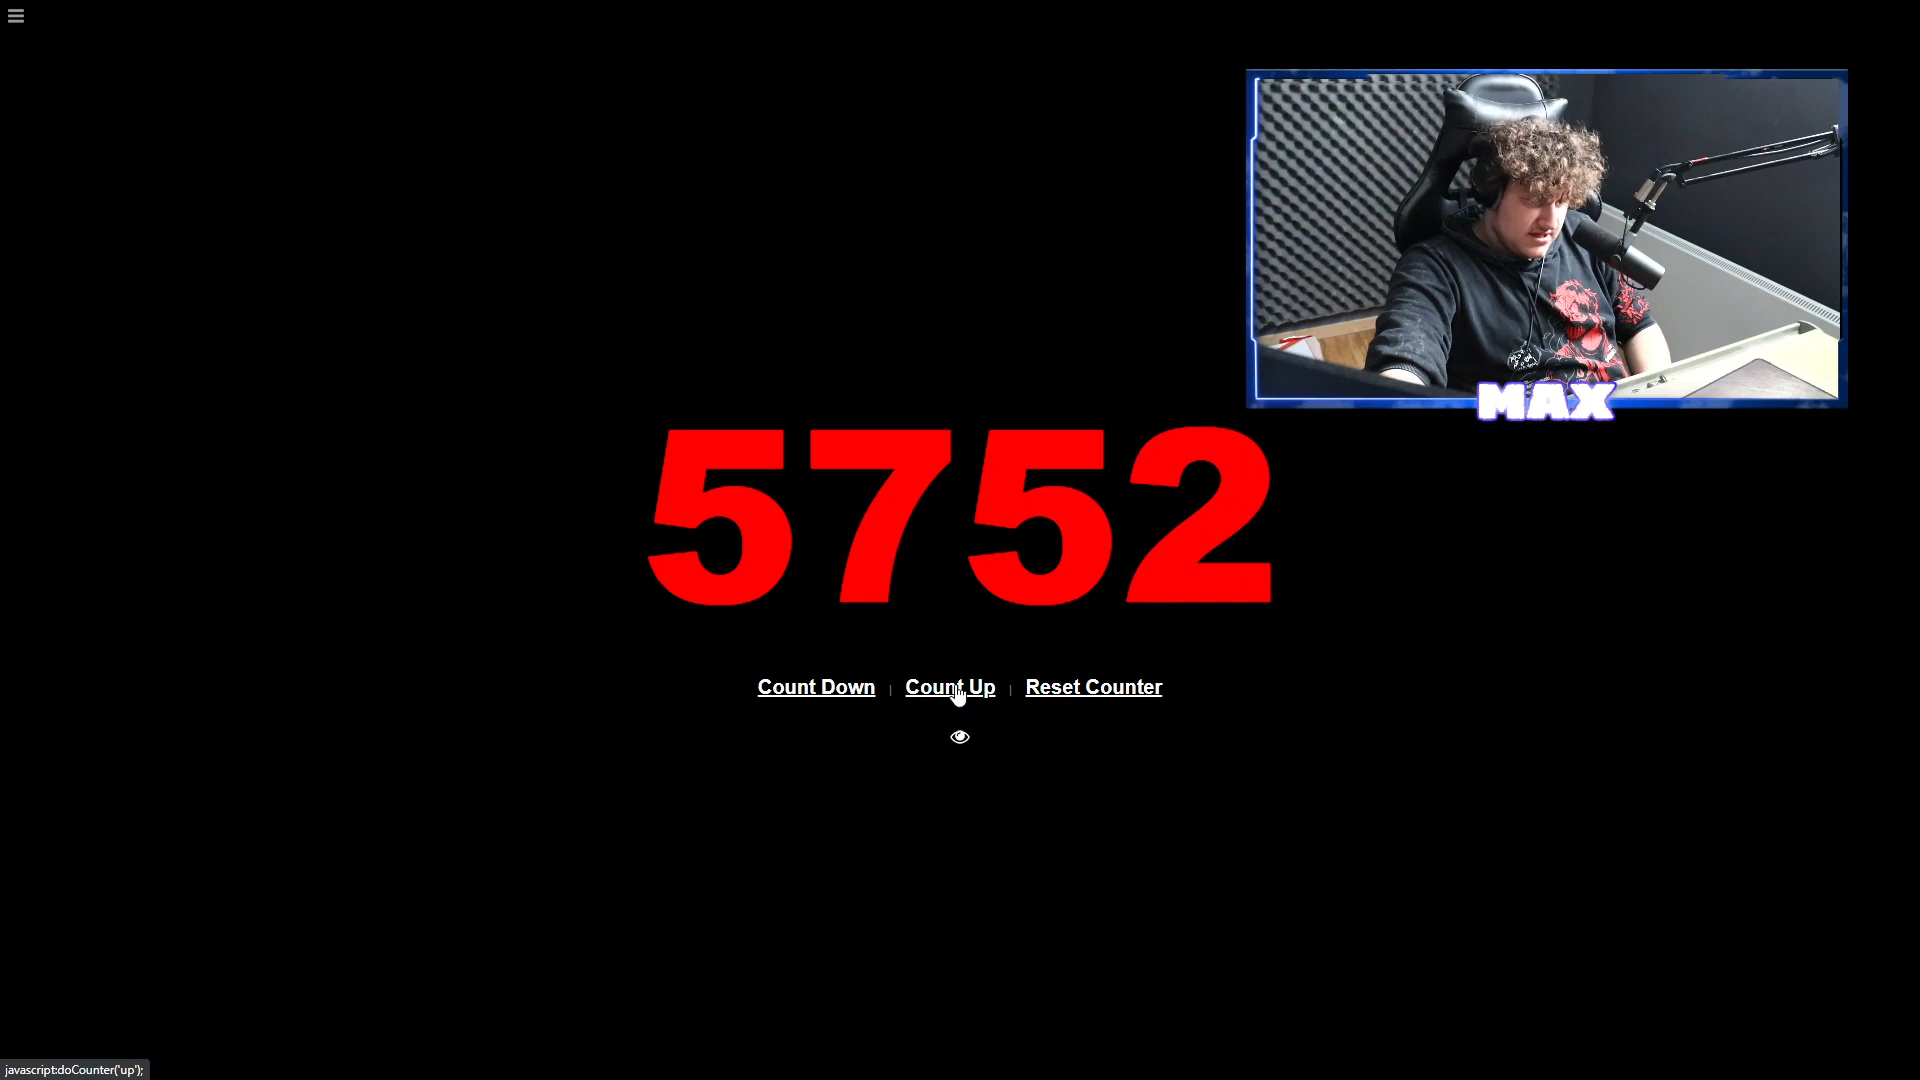 MAX
5752
Count Down | Count Up | Reset Counter
javascript:doCounter('up');